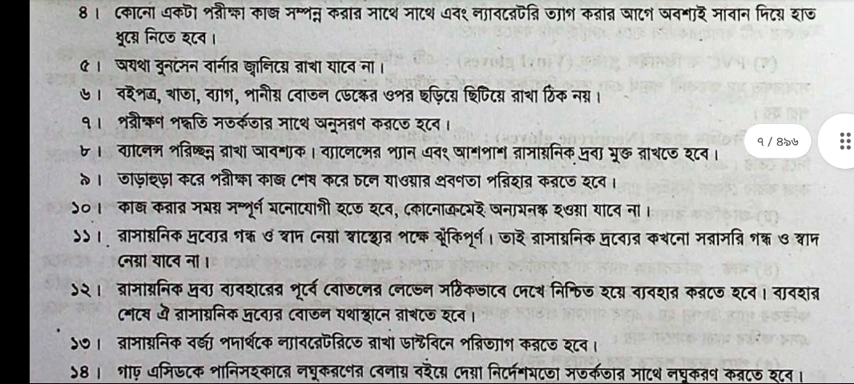 ৪। কোনো একটা পরীক্ষা কাজ সম্পন্ন করার সাথে সাথে এবং ল্যাবরেটরি ত্যাগ করার আগে অবশ্যই সাবান দিয়ে হাত
ধুয়ে নিতে হবে।
৫। অযথা বুনসেন বার্নার জ্বালিয়ে রাখা যাবে না।
৬। বইপত্র, খাতা, ব্যাগ, পানীয় বোতল ডেস্কের ওপর ছড়িয়ে ছিটিয়ে রাখা ঠিক নয়।
৭। পরীক্ষণ পদ্ধতি সতর্কতার সাথে অনুসরণ করতে হবে।
৭ / ৪৯৬
৮। ব্যালেন্স পরিচ্ছন্ন রাখা আবশ্যক। ব্যালেন্সের প্যান এবং আশপাশ রাসায়নিক দ্রব্য মুক্ত রাখতে হবে।
৯। তাড়াহুড়া করে পরীক্ষা কাজ শেষ করে চলে যাওয়ার প্রবণতা পরিহার করতে হবে।
১০। কাজ করার সময় সম্পূর্ণ মনোযোগী হতে হবে, কোনোক্রমেই অন্যমনস্ক হওয়া যাবে না।
১১। রাসায়নিক দ্রব্যের গন্ধ ও স্বাদ নেয়া স্বাস্থ্যের পক্ষে ঝুঁকিপূর্ণ। তাই রাসায়নিক দ্রব্যের কখনো সরাসরি গন্ধ ও স্বাদ
নেয়া যাবে না।
১২। রাসায়নিক দ্রব্য ব্যবহারের পূর্বে বোতলের লেভেল সঠিকভাবে দেখে নিশ্চিত হয়ে ব্যবহার করতে হবে। ব্যবহার
শেষে ঐ রাসায়নিক দ্রব্যের বোতল যথাস্থানে রাখতে হবে।
১৩। রাসায়নিক বর্জ্য পদার্থকে ল্যাবরেটরিতে রাখা ডাস্টবিনে পরিত্যাগ করতে হবে।
১৪। গাঢ় এসিডকে পানিসহকারে লঘুকরণের বেলায় বইয়ে দেয়া নির্দেশমতো সতর্কতার সাথে লঘুকরণ করতে হবে।